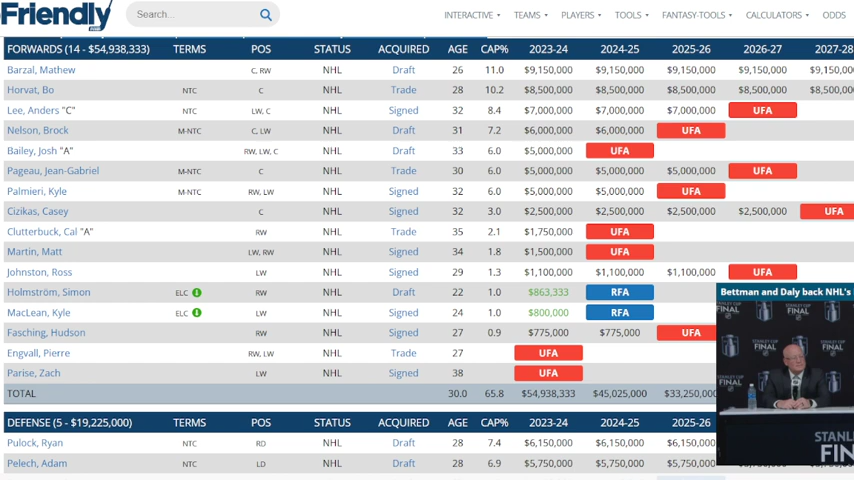 Friendly
Search...
INTERACTIVE TEAMS PLAYERS TOOLS FANTASY-TOOLS CALCULATORS ODDS
FORWARDS (14 - $54,938,333) TERMS POS STATUS ACQUIRED AGE CAP% 2023-24 2024-25 2025-26 2026-27 2027-28
Barzal, Mathew C, RW NHL Draft 26 11.0 $9,150,000 $9,150,000 $9,150,000 $9,150,000 $9,150,00
Horvat, Bo NTC C NHL Trade 28 10.2 $8,500,000 $8,500,000 $8,500,000 $8,500,000 $8,500,00
Lee, Anders "C" NTC LW, C NHL Signed 32 8.4 $7,000,000 $7,000,000 $7,000,000 UFA
Nelson, Brock M-NTC C, LW NHL Draft 31 7.2 $6,000,000 $6,000,000 UFA
Bailey, Josh "A" RW, LW, C NHL Draft 33 6.0 $5,000,000 UFA
Pageau, Jean-Gabriel M-NTC C NHL Trade 30 6.0 $5,000,000 $5,000,000 $5,000,000 UFA
Palmieri, Kyle M-NTC RW, LW NHL Signed 32 6.0 $5,000,000 $5,000,000 UFA
Cizikas, Casey C NHL Signed 32 3.0 $2,500,000 $2,500,000 $2,500,000 $2,500,000 UFA
Clutterbuck, Cal "A" RW NHL Trade 35 2.1 $1,750,000 UFA
Martin, Matt LW, RW NHL Signed 34 1.8 $1,500,000 UFA
Johnston, Ross LW NHL Signed 29 1.3 $1,100,000 $1,100,000 $1,100,000 UFA
Holmström, Simon ELC RW NHL Draft 22 1.0 $863,333 RFA
MacLean, Kyle ELC LW NHL Signed 24 1.0 $800,000 RFA
Fasching, Hudson RW NHL Signed 27 0.9 $775,000 $775,000 UFA
Engvall, Pierre RW, LW NHL Trade 27 UFA
Parise, Zach LW NHL Signed 38 UFA
TOTAL 30.0 65.8 $54,938,333 $45,025,000 $33,250,000
DEFENSE (5 - $19,225,000) TERMS POS STATUS ACQUIRED AGE CAP% 2023-24 2024-25 2025-26
Pulock, Ryan NTC RD NHL Draft 28 7.4 $6,150,000 $6,150,000 $6,150,000
Pelech, Adam NTC LD NHL Draft 28 6.9 $5,750,000 $5,750,000 $5,750,000
Bettman and Daly back NHL's
STANLEY CUP
FINAL
STANL
FIN